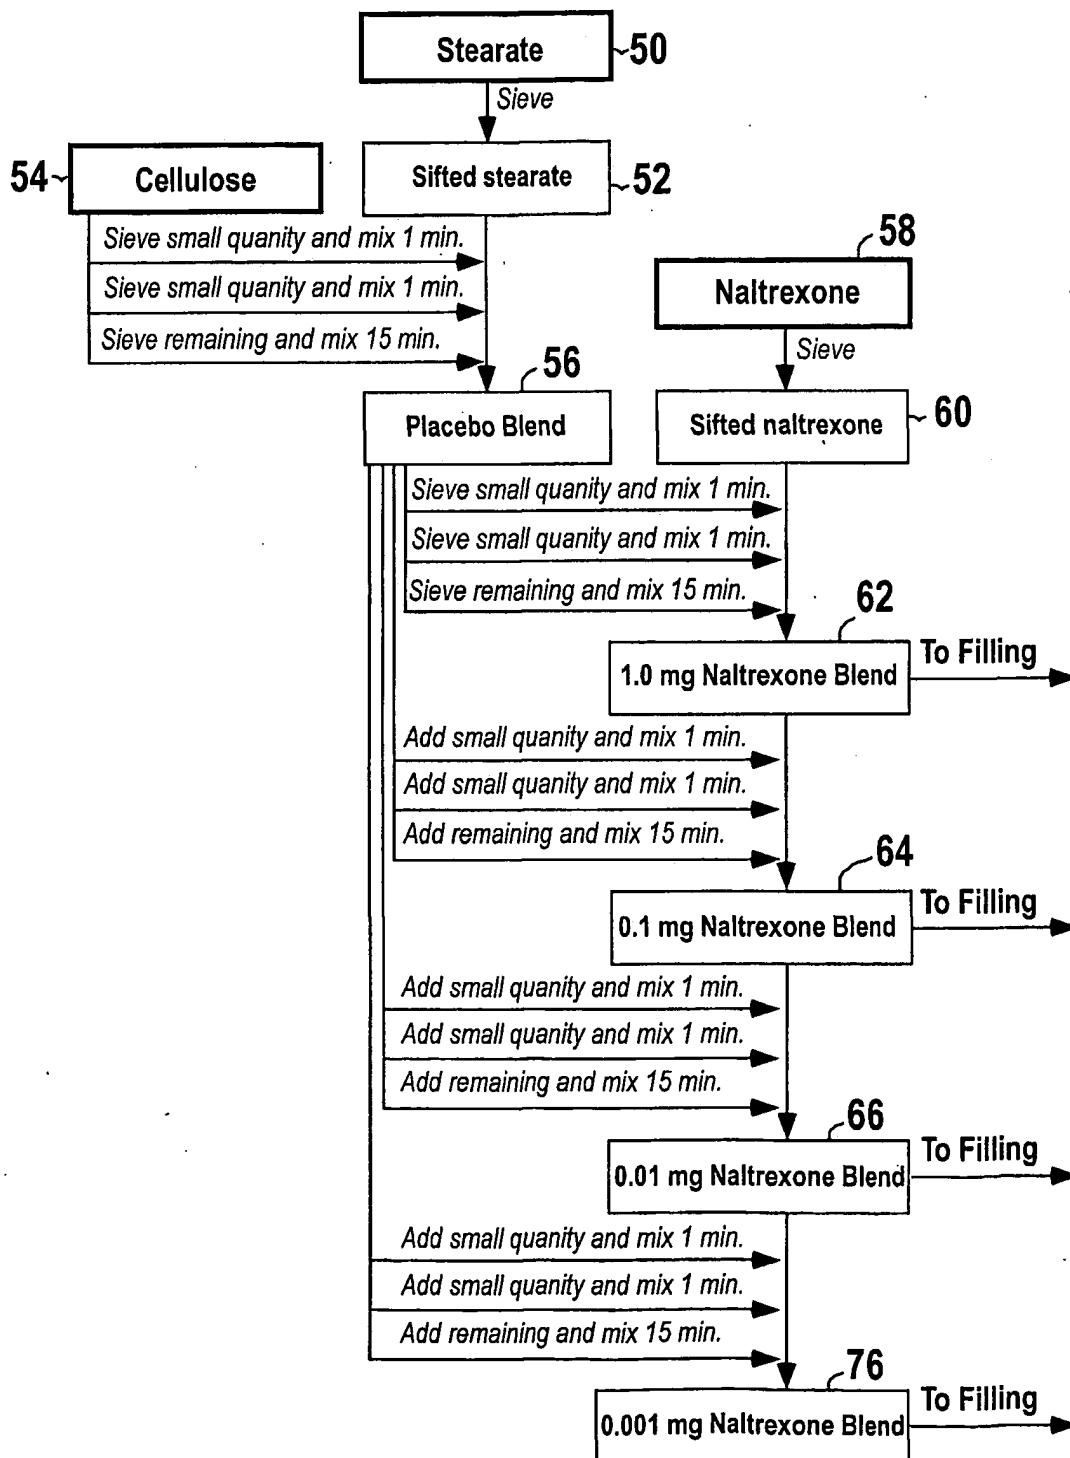 Stearate
50
Sieve
54
Cellulose
Sifted stearate
52
Sieve small quanity and mix 1 min.
Sieve small quanity and mix 1 min.
Sieve remaining and mix 15 min.
58
Naltrexone
Sieve
56
Placebo Blend
Sifted naltrexone
60
Sieve small quanity and mix 1 min.
Sieve small quanity and mix 1 min.
Sieve remaining and mix 15 min.
62
1.0 mg Naltrexone Blend
To Filling
Add small quanity and mix 1 min.
Add small quanity and mix 1 min.
Add remaining and mix 15 min.
64
0.1 mg Naltrexone Blend
To Filling
Add small quanity and mix 1 min.
Add small quanity and mix 1 min.
Add remaining and mix 15 min.
66
0.01 mg Naltrexone Blend
To Filling
Add small quanity and mix 1 min.
Add small quanity and mix 1 min.
Add remaining and mix 15 min.
76
0.001 mg Naltrexone Blend
To Filling